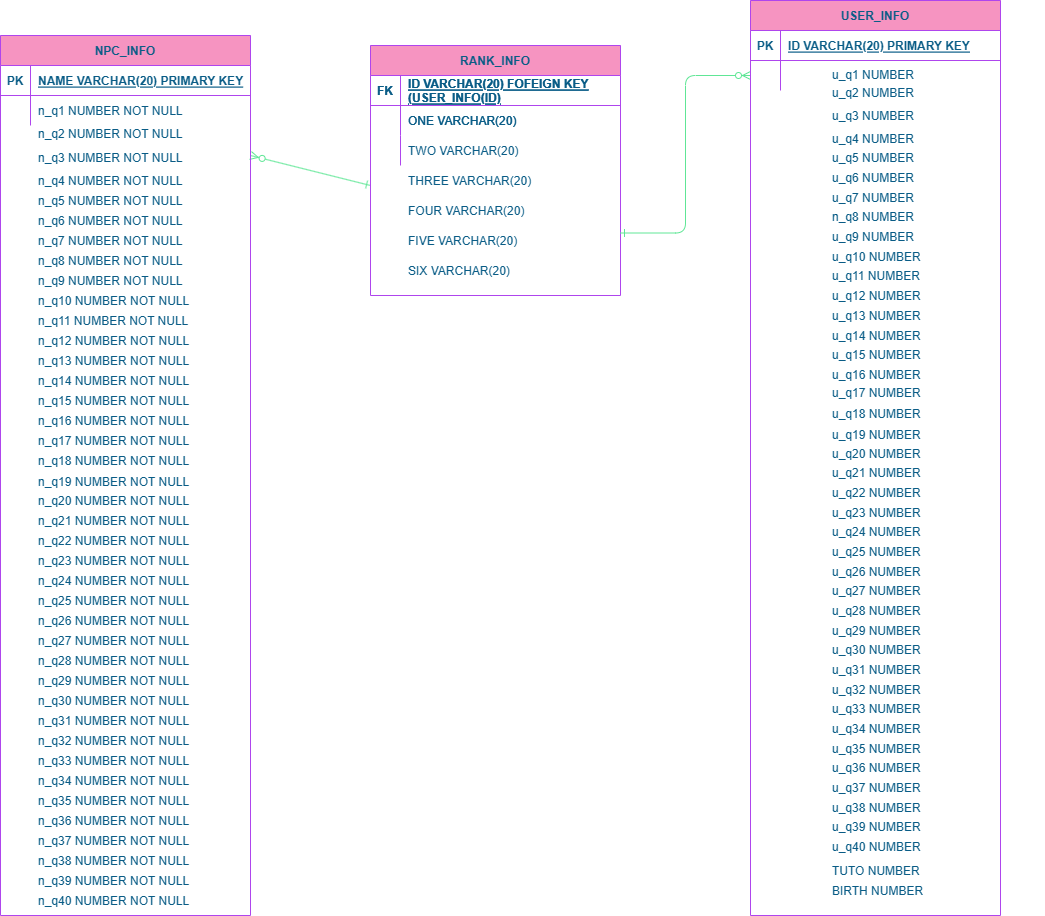 NPC_INFO
PK NAME VARCHAR(20) PRIMARY KEY
n_q1 NUMBER NOT NULL
n_q2 NUMBER NOT NULL
n_q3 NUMBER NOT NULL
n_q4 NUMBER NOT NULL
n_q5 NUMBER NOT NULL
n_q6 NUMBER NOT NULL
n_q7 NUMBER NOT NULL
n_q8 NUMBER NOT NULL
n_q9 NUMBER NOT NULL
n_q10 NUMBER NOT NULL
n_q11 NUMBER NOT NULL
n_q12 NUMBER NOT NULL
n_q13 NUMBER NOT NULL
n_q14 NUMBER NOT NULL
n_q15 NUMBER NOT NULL
n_q16 NUMBER NOT NULL
n_q17 NUMBER NOT NULL
n_q18 NUMBER NOT NULL
n_q19 NUMBER NOT NULL
n_q20 NUMBER NOT NULL
n_q21 NUMBER NOT NULL
n_q22 NUMBER NOT NULL
n_q23 NUMBER NOT NULL
n_q24 NUMBER NOT NULL
n_q25 NUMBER NOT NULL
n_q26 NUMBER NOT NULL
n_q27 NUMBER NOT NULL
n_q28 NUMBER NOT NULL
n_q29 NUMBER NOT NULL
n_q30 NUMBER NOT NULL
n_q31 NUMBER NOT NULL
n_q32 NUMBER NOT NULL
n_q33 NUMBER NOT NULL
n_q34 NUMBER NOT NULL
n_q35 NUMBER NOT NULL
n_q36 NUMBER NOT NULL
n_q37 NUMBER NOT NULL
n_q38 NUMBER NOT NULL
n_q39 NUMBER NOT NULL
n_q40 NUMBER NOT NULL
RANK_INFO
FK ID VARCHAR(20) FOFEIGN KEY
(USER_INFO(ID)
ONE VARCHAR(20)
TWO VARCHAR(20)
THREE VARCHAR(20)
FOUR VARCHAR(20)
FIVE VARCHAR(20)
SIX VARCHAR(20)
USER_INFO
PK ID VARCHAR(20) PRIMARY KEY
u_q1 NUMBER
u_q2 NUMBER
u_q3 NUMBER
u_q4 NUMBER
u_q5 NUMBER
u_q6 NUMBER
u_q7 NUMBER
n_q8 NUMBER
u_q9 NUMBER
u_q10 NUMBER
u_q11 NUMBER
u_q12 NUMBER
u_q13 NUMBER
u_q14 NUMBER
u_q15 NUMBER
u_q16 NUMBER
u_q17 NUMBER
u_q18 NUMBER
u_q19 NUMBER
u_q20 NUMBER
u_q21 NUMBER
u_q22 NUMBER
u_q23 NUMBER
u_q24 NUMBER
u_q25 NUMBER
u_q26 NUMBER
u_q27 NUMBER
u_q28 NUMBER
u_q29 NUMBER
u_q30 NUMBER
u_q31 NUMBER
u_q32 NUMBER
u_q33 NUMBER
u_q34 NUMBER
u_q35 NUMBER
u_q36 NUMBER
u_q37 NUMBER
u_q38 NUMBER
u_q39 NUMBER
u_q40 NUMBER
TUTO NUMBER
BIRTH NUMBER